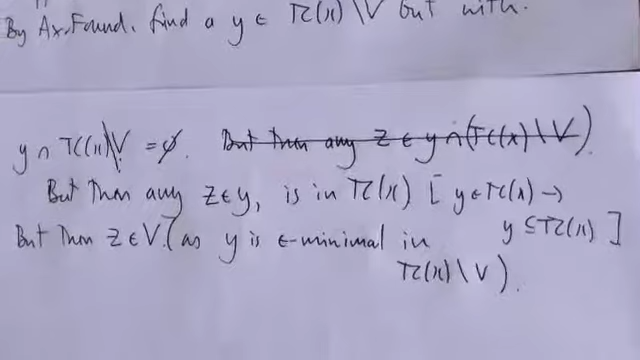 By Ax. Found. find a y ∈ TC(x)\V but with.
y ∩ TC(x)\V = ∅. But then any z ∈ y ∩ (TC(x)\V).
But then any z∈y, is in TC(x) [ y∈TC(x) →
y ⊆ TC(x) ]
But then z∈V. (as y is ∈-minimal in
TC(x)\V).